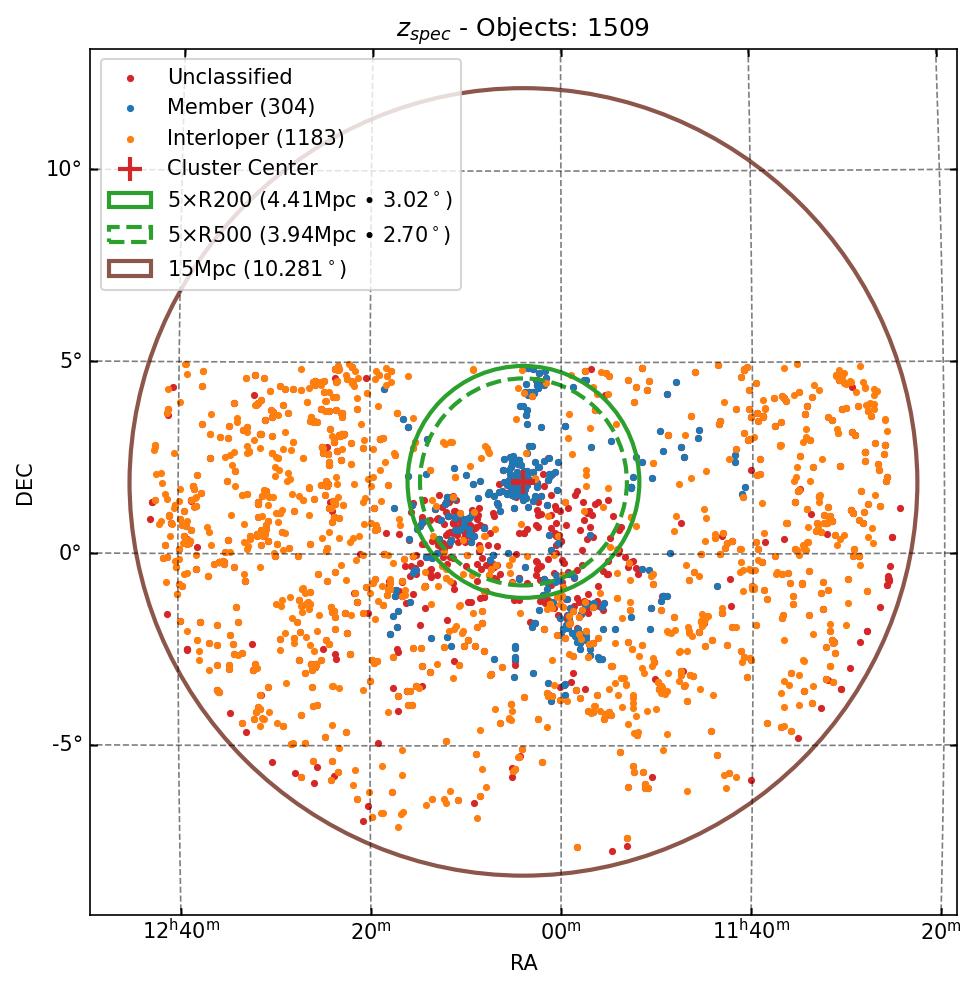 z_spec - Objects: 1509
Unclassified
Member (304)
Interloper (1183)
Cluster Center
5×R200 (4.41Mpc • 3.02°)
5×R500 (3.94Mpc • 2.70°)
15Mpc (10.281°)
10°
5°
0°
-5°
DEC
12ʰ40ᵐ
20ᵐ
00ᵐ
11ʰ40ᵐ
20ᵐ
RA